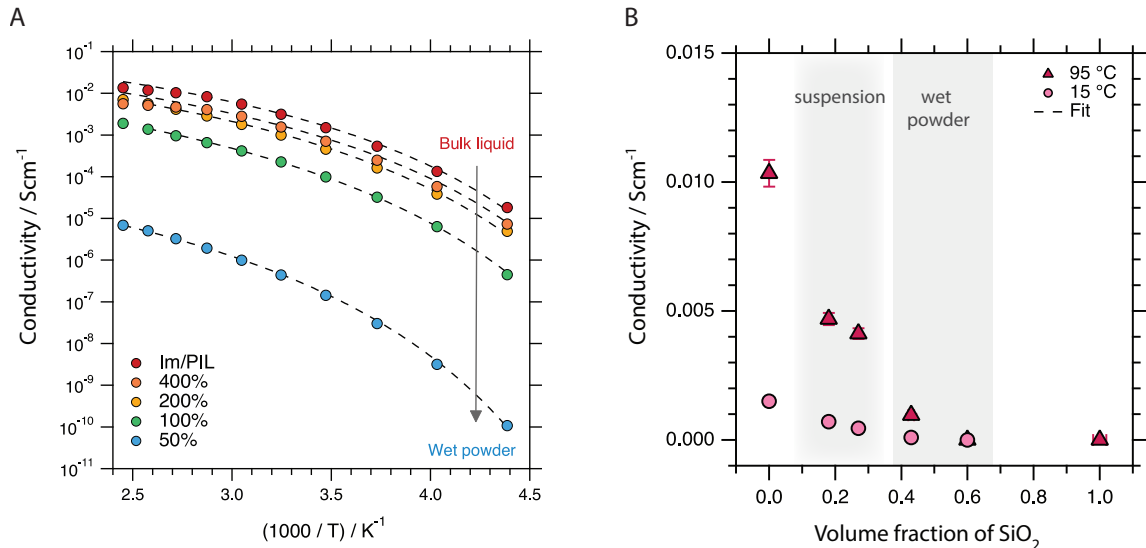 A
10⁻¹
10⁻²
10⁻³
10⁻⁴
10⁻⁵
10⁻⁶
10⁻⁷
10⁻⁸
10⁻⁹
10⁻¹⁰
10⁻¹¹
Conductivity / Scm⁻¹
Bulk liquid
Wet powder
Im/PIL
400%
200%
100%
50%
2.5 3.0 3.5 4.0 4.5
(1000 / T) / K⁻¹
B
0.015
0.010
0.005
0.000
Conductivity / Scm⁻¹
suspension
wet
powder
95 °C
15 °C
Fit
0.0 0.2 0.4 0.6 0.8 1.0
Volume fraction of SiO₂